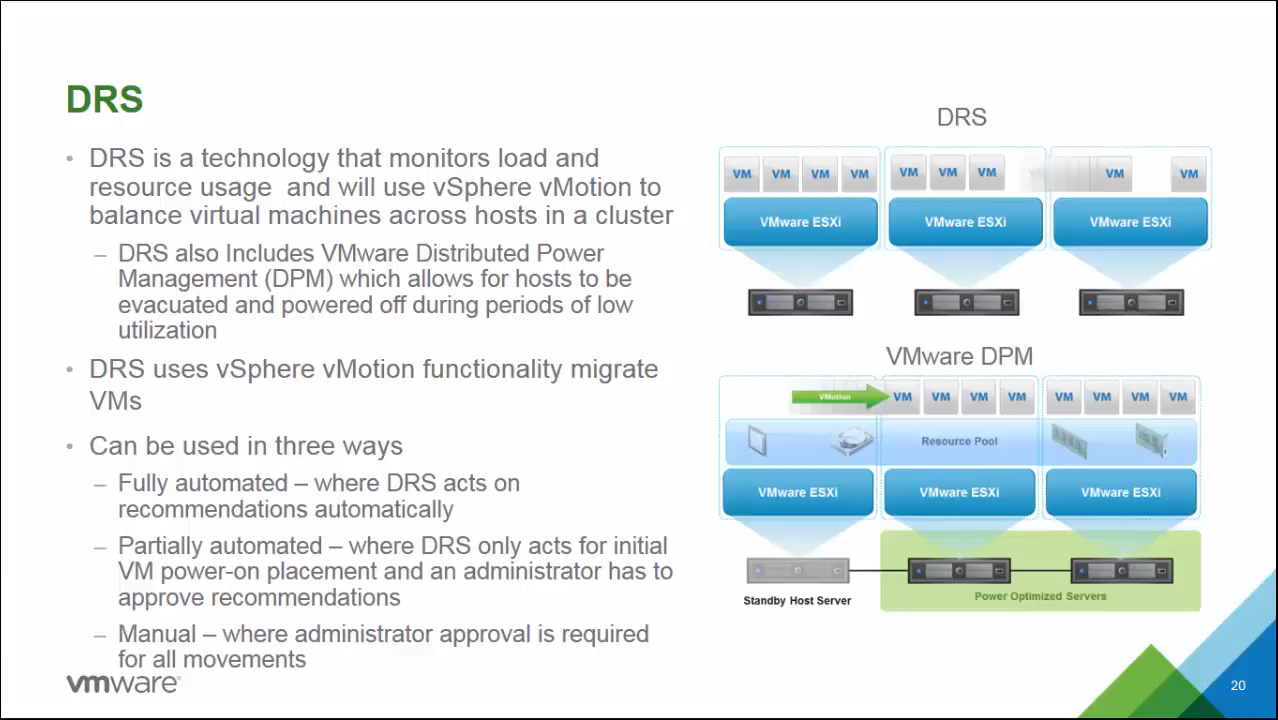 DRS
• DRS is a technology that monitors load and
resource usage  and will use vSphere vMotion to
balance virtual machines across hosts in a cluster
– DRS also Includes VMware Distributed Power
Management (DPM) which allows for hosts to be
evacuated and powered off during periods of low
utilization
• DRS uses vSphere vMotion functionality migrate
VMs
• Can be used in three ways
– Fully automated – where DRS acts on
recommendations automatically
– Partially automated – where DRS only acts for initial
VM power-on placement and an administrator has to
approve recommendations
– Manual – where administrator approval is required
for all movements
DRS
VM VM VM VM VM VM VM VM VM
VMware ESXi VMware ESXi VMware ESXi
VMware DPM
VMotion VM VM VM VM VM VM VM VM
Resource Pool
VMware ESXi VMware ESXi VMware ESXi
Standby Host Server Power Optimized Servers
vmware
20